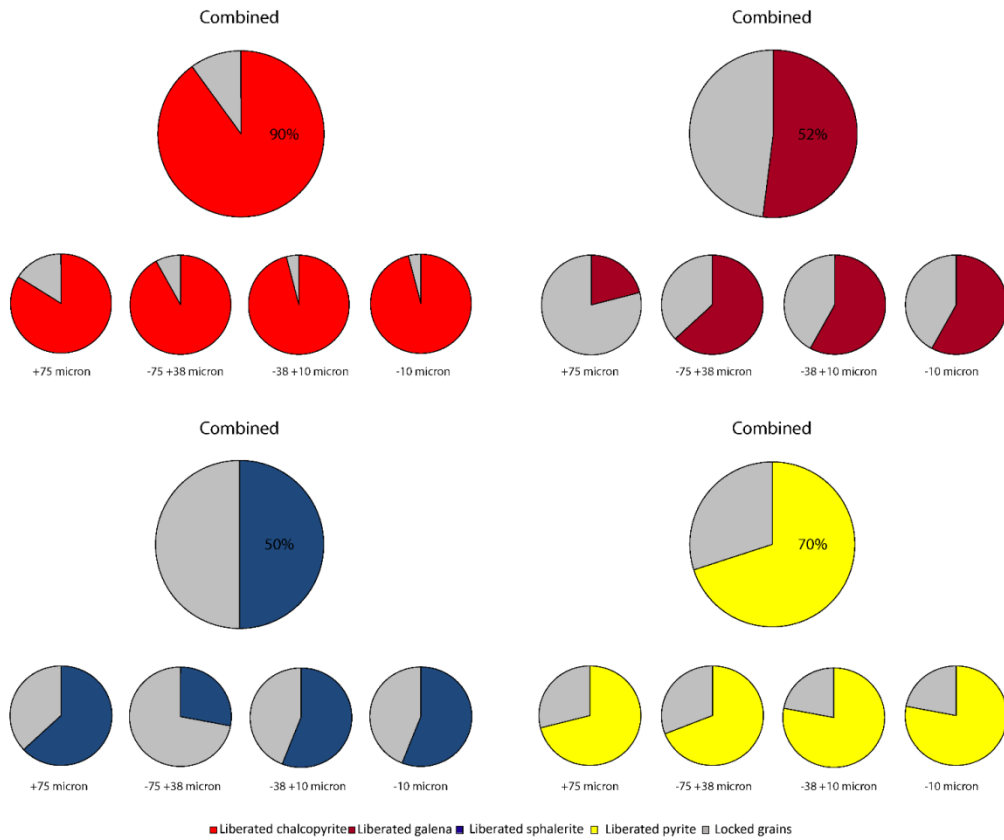 Combined
Combined
90%
52%
+75 micron
-75 +38 micron
-38 +10 micron
-10 micron
+75 micron
-75 +38 micron
-38 +10 micron
-10 micron
Combined
Combined
50%
70%
+75 micron
-75 +38 micron
-38 +10 micron
-10 micron
+75 micron
-75 +38 micron
-38 +10 micron
-10 micron
Liberated chalcopyrite Liberated galena Liberated sphalerite Liberated pyrite Locked grains